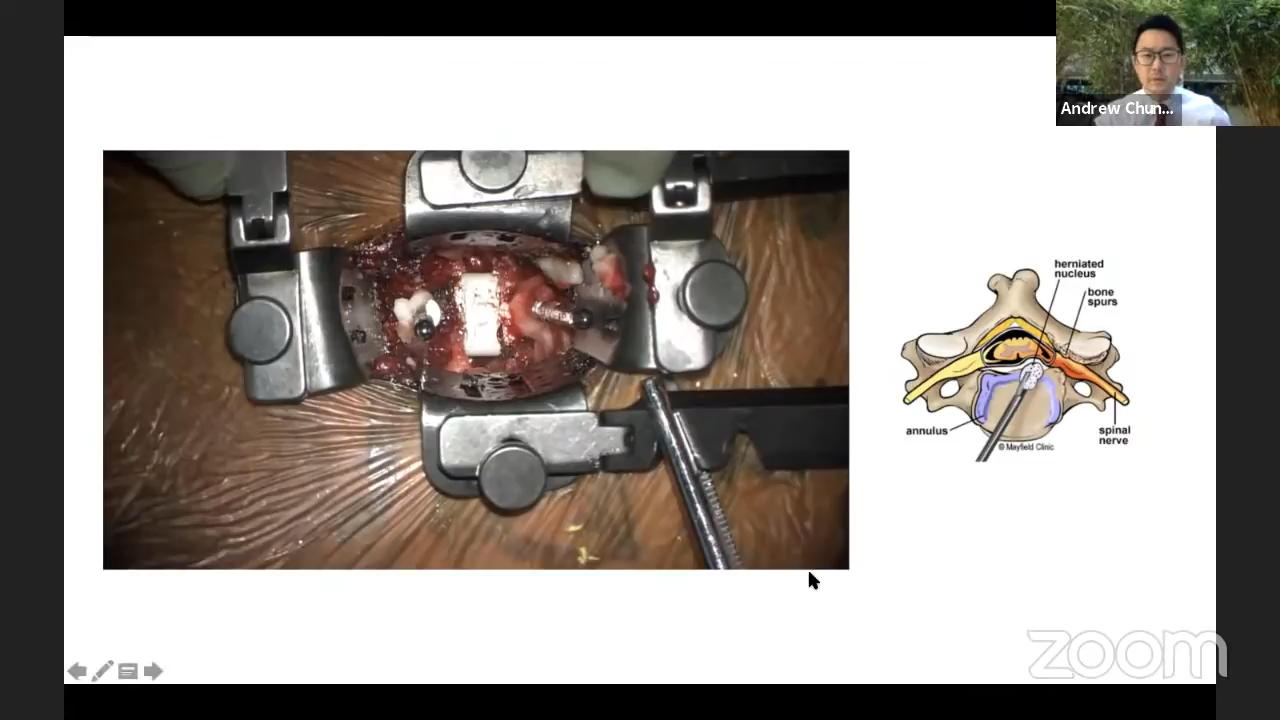 Andrew Chun...
herniated
nucleus
bone
spurs
annulus
spinal
nerve
© Mayfield Clinic
zoom